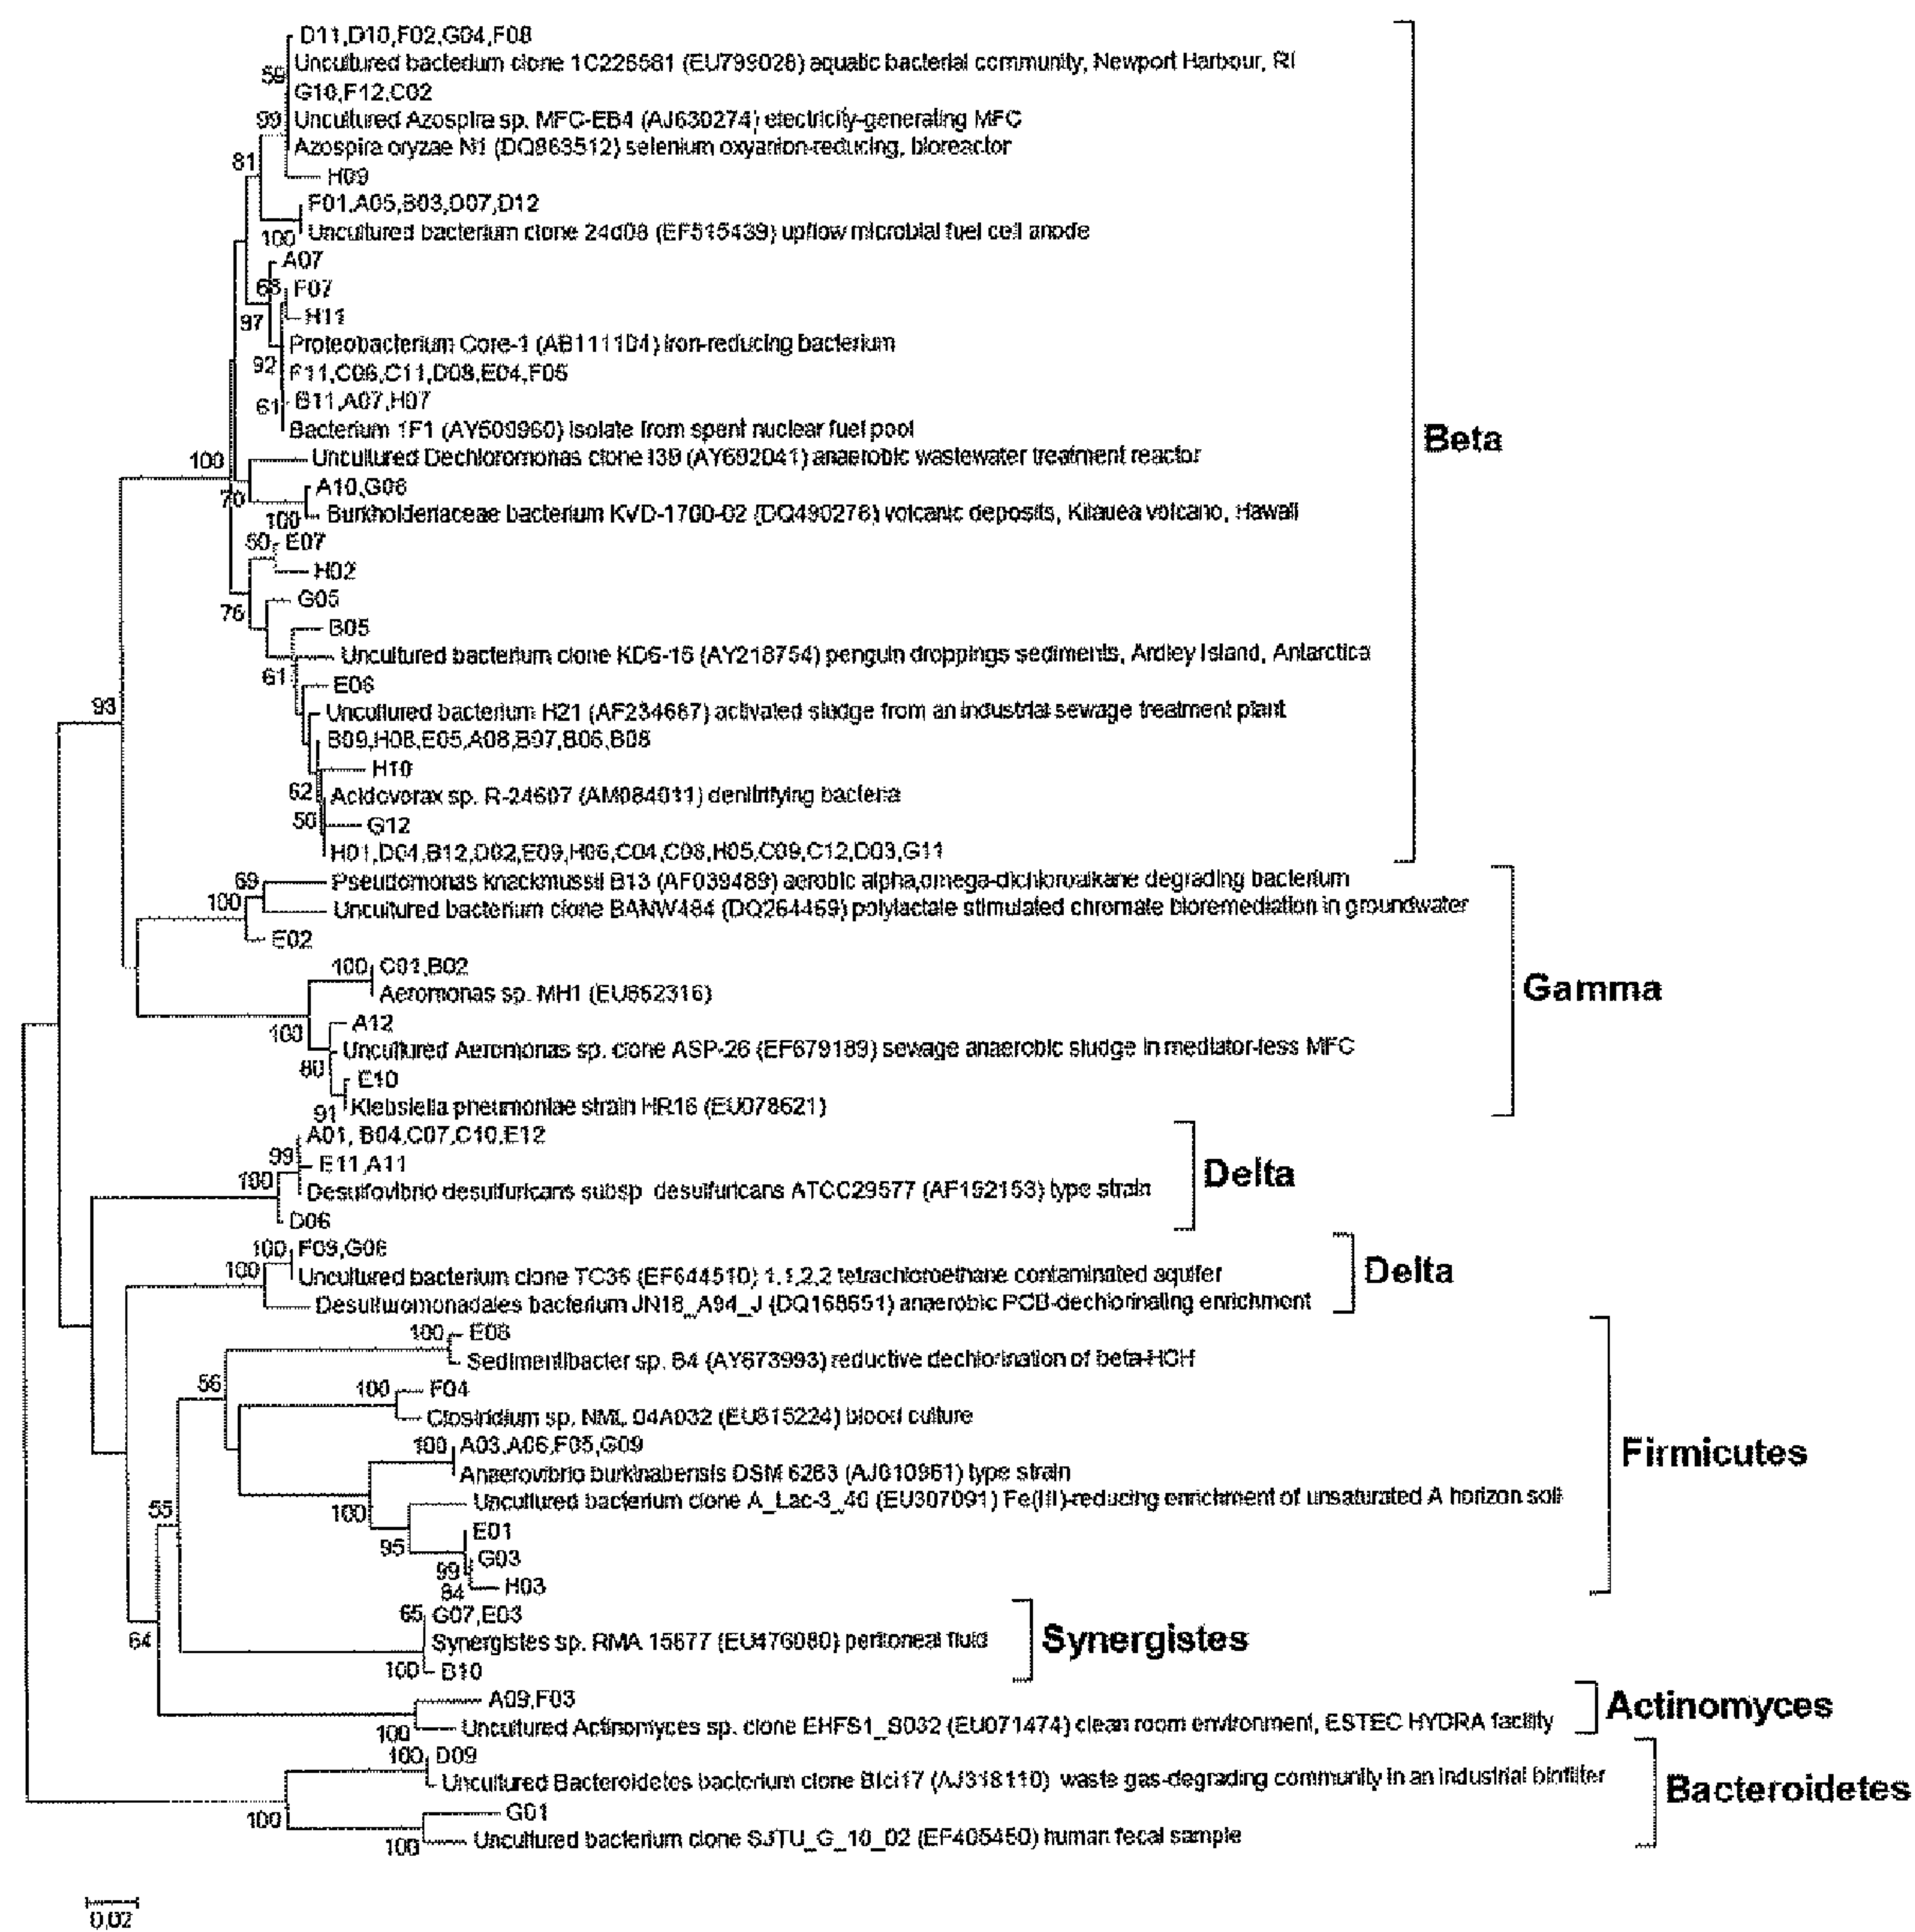 D11,D10,F02,G04,F08
Uncultured bacterium clone 1C226581 (EU799028) aquatic bacterial community, Newport Harbour, RI
59
G10,F12,C02
Uncultured Azospira sp. MFC-EB4 (AJ630274) electricity-generating MFC
99
Azospira oryzae N1 (DQ863512) selenium oxyanion-reducing, bioreactor
81
H09
F01,A05,B03,D07,D12
Uncultured bacterium clone 24d08 (EF515439) upflow microbial fuel cell anode
100
A07
68
F07
H11
97
Proteobacterium Core-1 (AB111104) iron-reducing bacterium
92
F11,C06,C11,D08,E04,F06
B11,A07,H07
61
Bacterium 1F1 (AY509960) isolate from spent nuclear fuel pool
Beta
100
Uncultured Dechloromonas clone I39 (AY692041) anaerobic wastewater treatment reactor
70
A10,G08
100
Burkholderiaceae bacterium KVD-1700-02 (DQ490276) volcanic deposits, Kilauea volcano, Hawaii
50
E07
H02
G05
76
B05
Uncultured bacterium clone KD6-15 (AY218754) penguin droppings sediments, Ardley Island, Antarctica
61
E06
93
Uncultured bacterium H21 (AF234687) activated sludge from an industrial sewage treatment plant
B09,H08,E05,A08,B07,B06,B08
H10
62
Acidovorax sp. R-24607 (AM084011) denitrifying bacteria
50
G12
H01,D04,B12,D02,E09,H06,C04,C08,H05,C09,C12,D03,G11
69
Pseudomonas knackmussii B13 (AF039489) aerobic alpha,omega-dichloroalkane degrading bacterium
100
Uncultured bacterium clone BANW484 (DQ264469) polylactate stimulated chromate bioremediation in groundwater
E02
100
C01,B02
Gamma
Aeromonas sp. MH1 (EU852316)
100
A12
Uncultured Aeromonas sp. clone ASP-26 (EF679189) sewage anaerobic sludge in mediator-less MFC
80
E10
91
Klebsiella pneumoniae strain HR16 (EU078621)
A01, B04,C07,C10,E12
99
E11,A11
Delta
100
Desulfovibrio desulfuricans subsp. desulfuricans ATCC29577 (AF192153) type strain
D06
100
F09,G06
100
Uncultured bacterium clone TC36 (EF644510) 1,1,2,2 tetrachloroethane contaminated aquifer
Delta
Desulfuromonadales bacterium JN18_A94_J (DQ168651) anaerobic PCB-dechlorinating enrichment
100
E08
Sedimentibacter sp. B4 (AY673993) reductive dechlorination of beta-HCH
56
100
F04
Clostridium sp. NML 04A032 (EU815224) blood culture
100
A03,A06,F05,G09
Firmicutes
Anaerovibrio burkinabensis DSM 6283 (AJ010961) type strain
55
Uncultured bacterium clone A_Lac-3_40 (EU307091) Fe(III)-reducing enrichment of unsaturated A horizon soil
100
E01
95
G03
99
84
H03
65
G07,E03
64
Synergistes sp. RMA 15677 (EU476080) peritoneal fluid
Synergistes
100
B10
A09,F03
Actinomyces
100
Uncultured Actinomyces sp. clone EHFS1_S032 (EU071474) clean room environment, ESTEC HYDRA facility
100
D09
Uncultured Bacteroidetes bacterium clone BIci17 (AJ318110) waste gas-degrading community in an industrial biofilter
Bacteroidetes
100
G01
100
Uncultured bacterium clone SJTU_G_10_02 (EF405450) human fecal sample
0.02